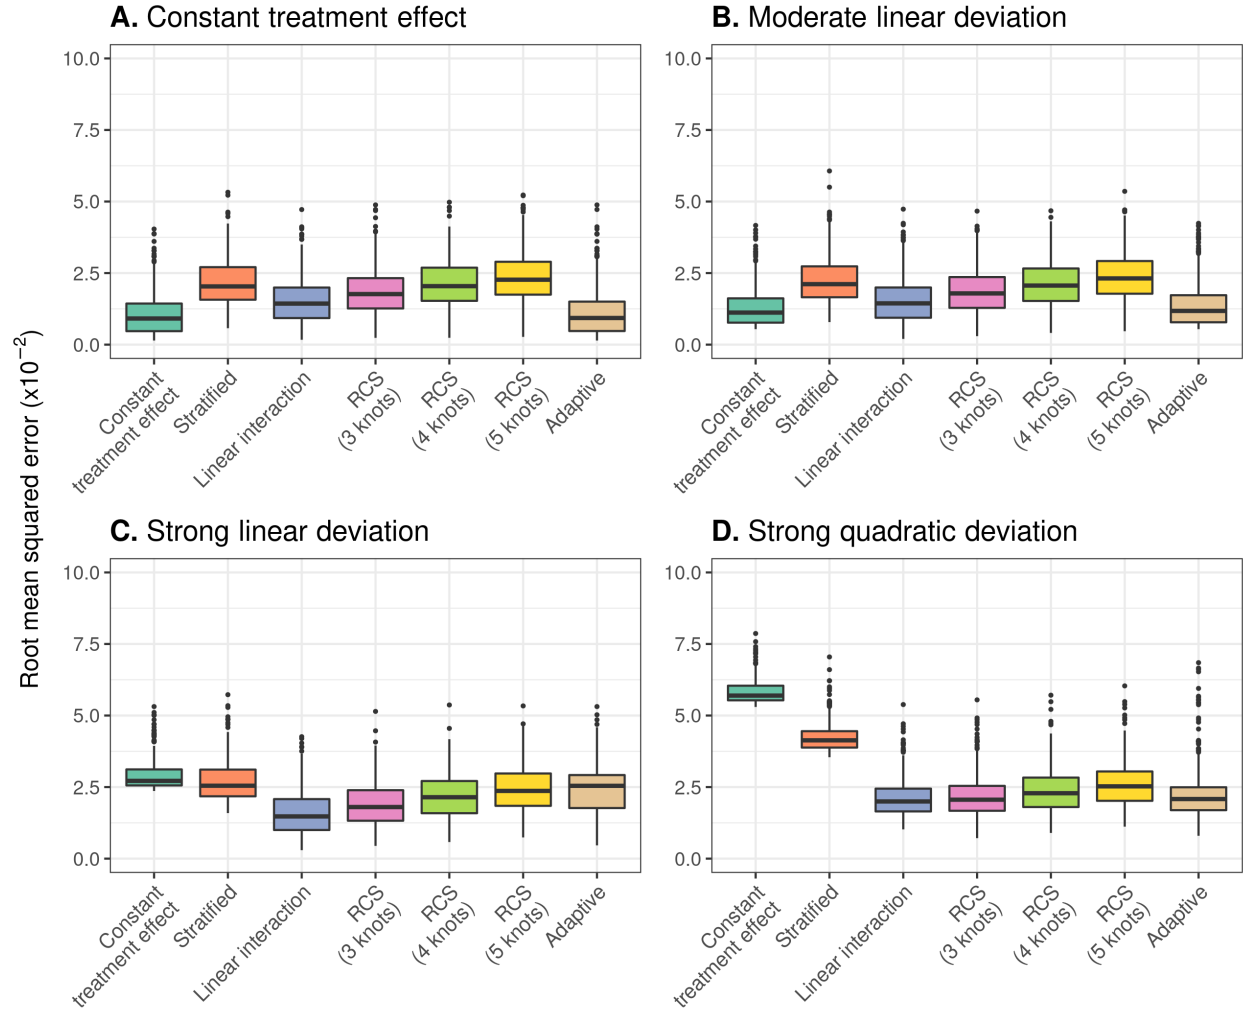 A. Constant treatment effect
B. Moderate linear deviation
Root mean squared error (x10⁻²)
10.0
7.5
5.0
2.5
0.0
Constant
treatment effect
Stratified
Linear interaction
RCS
(3 knots)
RCS
(4 knots)
RCS
(5 knots)
Adaptive
10.0
7.5
5.0
2.5
0.0
Constant
treatment effect
Stratified
Linear interaction
RCS
(3 knots)
RCS
(4 knots)
RCS
(5 knots)
Adaptive
C. Strong linear deviation
D. Strong quadratic deviation
10.0
7.5
5.0
2.5
0.0
Constant
treatment effect
Stratified
Linear interaction
RCS
(3 knots)
RCS
(4 knots)
RCS
(5 knots)
Adaptive
10.0
7.5
5.0
2.5
0.0
Constant
treatment effect
Stratified
Linear interaction
RCS
(3 knots)
RCS
(4 knots)
RCS
(5 knots)
Adaptive